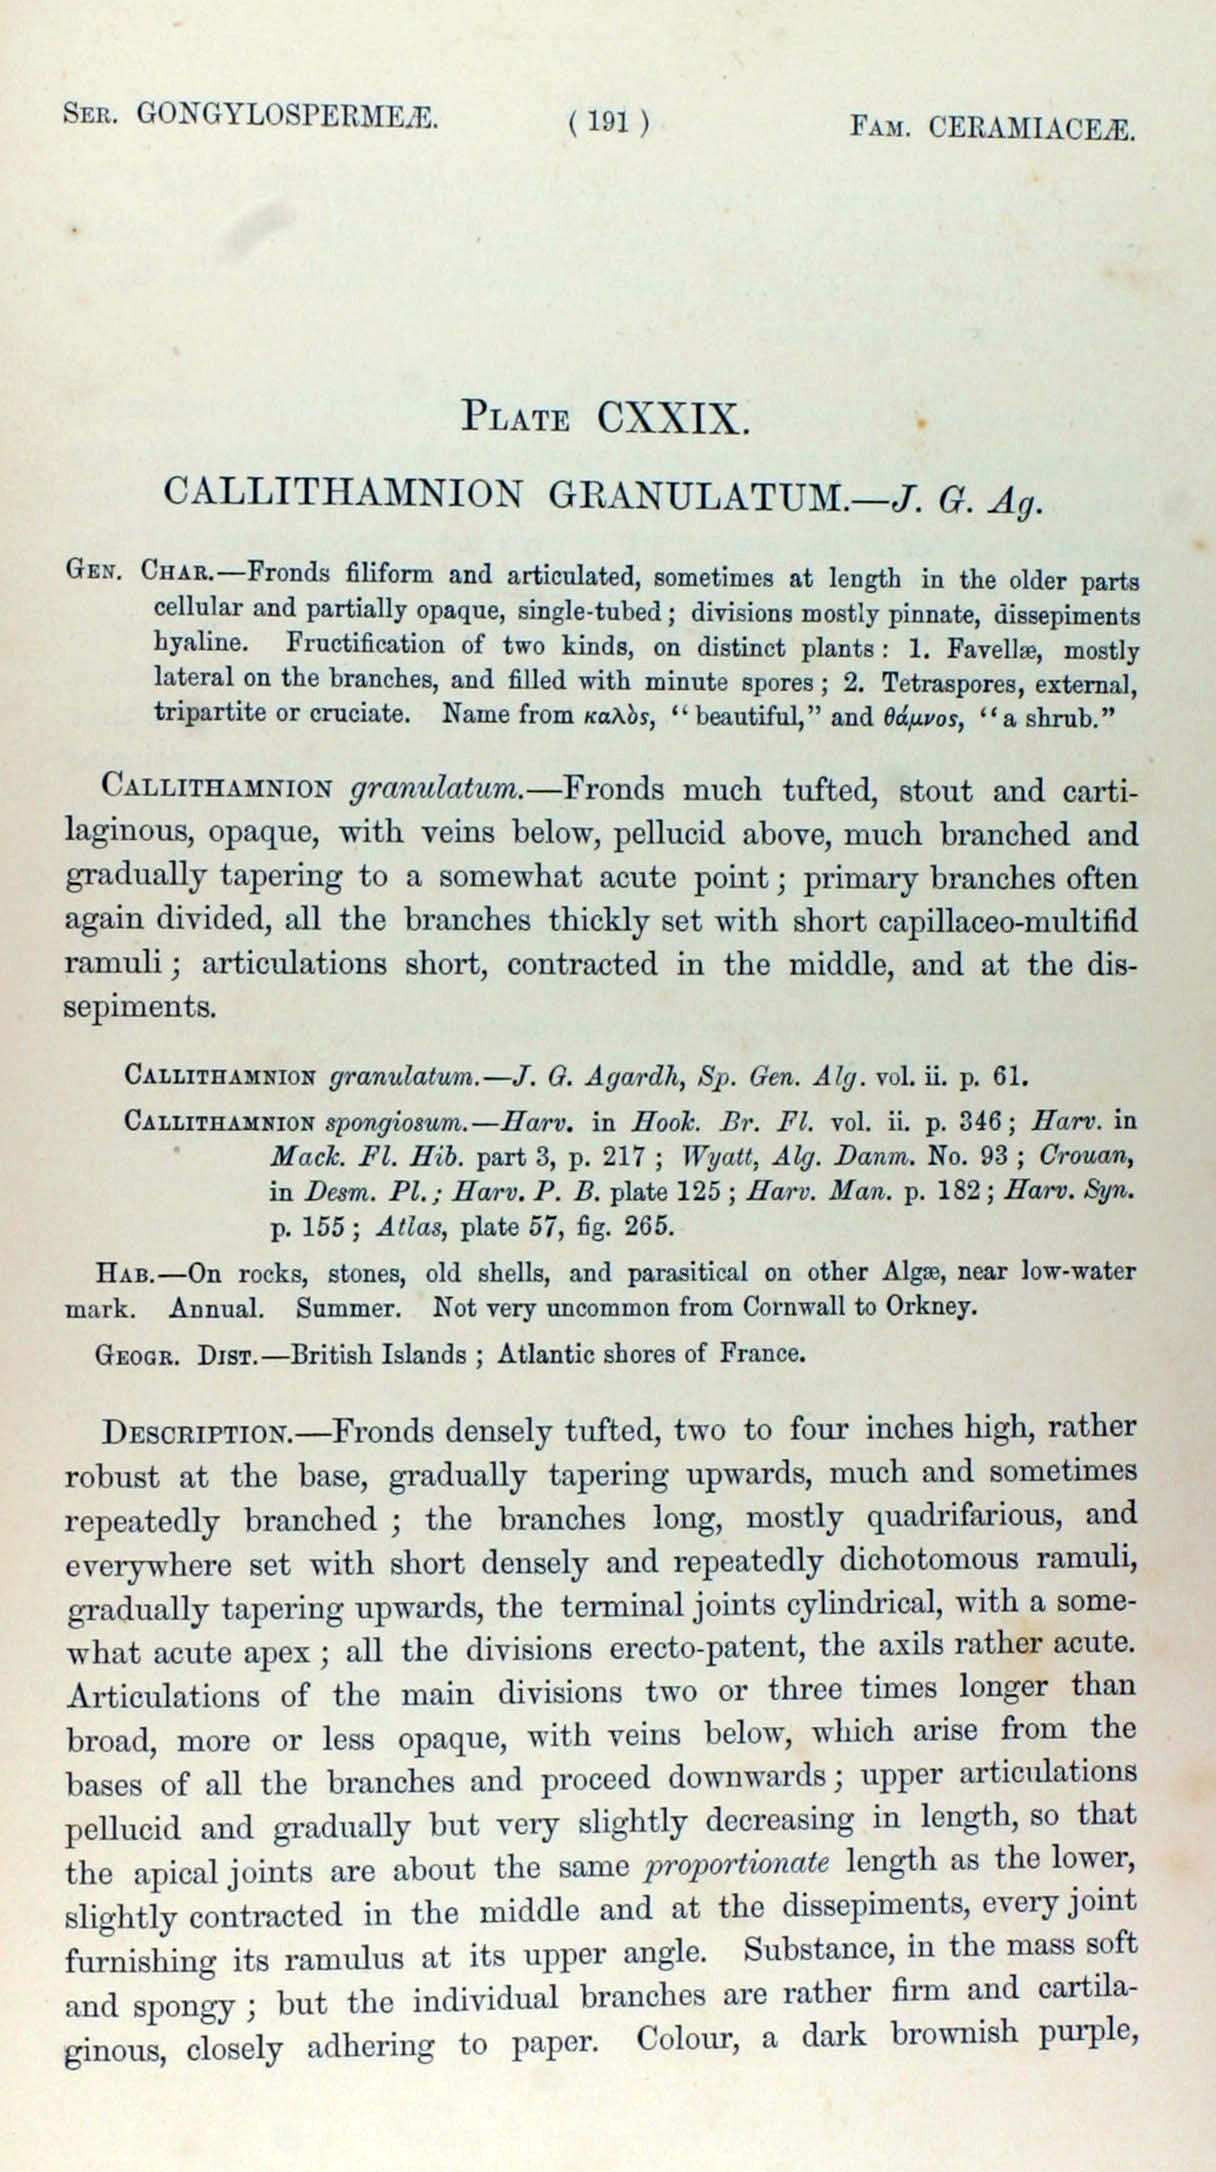 Ser. GONGYLOSPERMEÆ. (191) Fam. CERAMIACEÆ.
Plate CXXIX.
CALLITHAMNION GRANULATUM.—J. G. Ag.
Gen. Char.—Fronds filiform and articulated, sometimes at length in the older parts
cellular and partially opaque, single-tubed; divisions mostly pinnate, dissepiments
hyaline. Fructification of two kinds, on distinct plants: 1. Favellæ, mostly
lateral on the branches, and filled with minute spores; 2. Tetraspores, external,
tripartite or cruciate. Name from καλὸς, “beautiful,” and θάμνος, “a shrub.”
Callithamnion granulatum.—Fronds much tufted, stout and carti-
laginous, opaque, with veins below, pellucid above, much branched and
gradually tapering to a somewhat acute point; primary branches often
again divided, all the branches thickly set with short capillaceo-multifid
ramuli; articulations short, contracted in the middle, and at the dis-
sepiments.
Callithamnion granulatum.—J. G. Agardh, Sp. Gen. Alg. vol. ii. p. 61.
Callithamnion spongiosum.—Harv. in Hook. Br. Fl. vol. ii. p. 346; Harv. in
Mack. Fl. Hib. part 3, p. 217; Wyatt, Alg. Danm. No. 93; Crouan,
in Desm. Pl.; Harv. P. B. plate 125; Harv. Man. p. 182; Harv. Syn.
p. 155; Atlas, plate 57, fig. 265.
Hab.—On rocks, stones, old shells, and parasitical on other Algæ, near low-water
mark. Annual. Summer. Not very uncommon from Cornwall to Orkney.
Geogr. Dist.—British Islands; Atlantic shores of France.
Description.—Fronds densely tufted, two to four inches high, rather
robust at the base, gradually tapering upwards, much and sometimes
repeatedly branched; the branches long, mostly quadrifarious, and
everywhere set with short densely and repeatedly dichotomous ramuli,
gradually tapering upwards, the terminal joints cylindrical, with a some-
what acute apex; all the divisions erecto-patent, the axils rather acute.
Articulations of the main divisions two or three times longer than
broad, more or less opaque, with veins below, which arise from the
bases of all the branches and proceed downwards; upper articulations
pellucid and gradually but very slightly decreasing in length, so that
the apical joints are about the same proportionate length as the lower,
slightly contracted in the middle and at the dissepiments, every joint
furnishing its ramulus at its upper angle. Substance, in the mass soft
and spongy; but the individual branches are rather firm and cartila-
ginous, closely adhering to paper. Colour, a dark brownish purple,